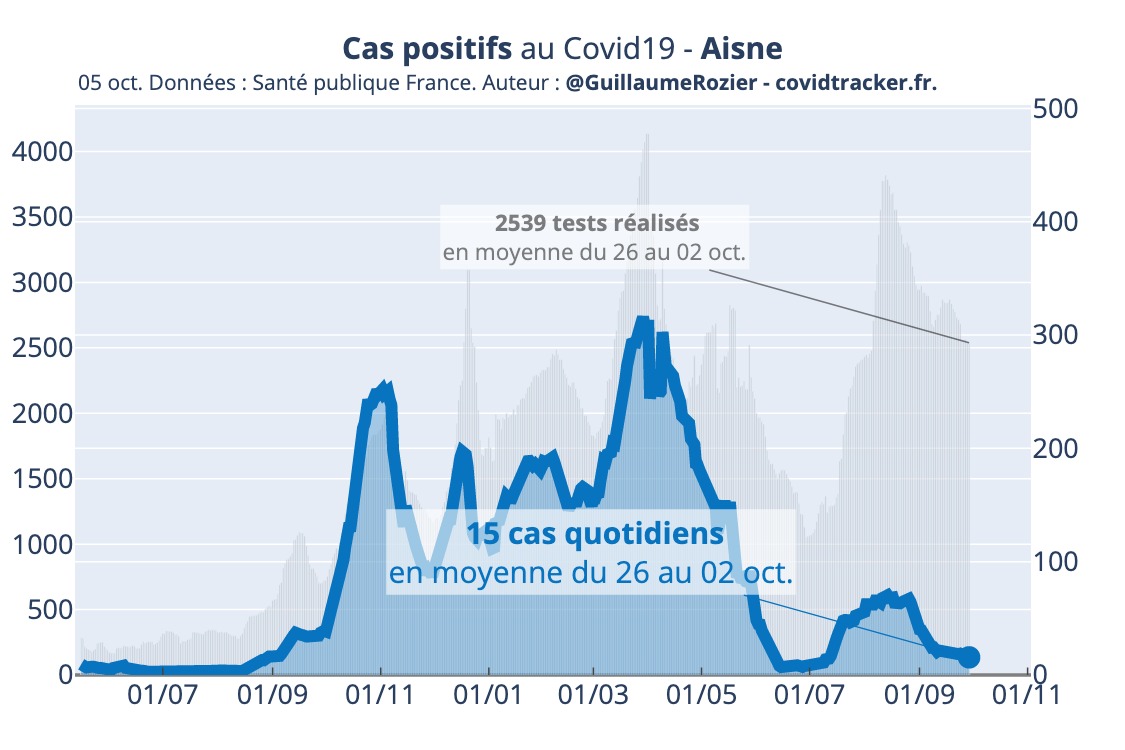 Cas positifs au Covid19 - Aisne
05 oct. Données : Santé publique France. Auteur : @GuillaumeRozier - covidtracker.fr.
500
4000
3500
400
2539 tests réalisés
en moyenne du 26 au 02 oct.
3000
2500
300
2000
1500
200
1000
100
15 cas quotidiens
en moyenne du 26 au 02 oct.
500
0
0
01/07 01/09 01/11 01/01 01/03 01/05 01/07 01/09 01/11